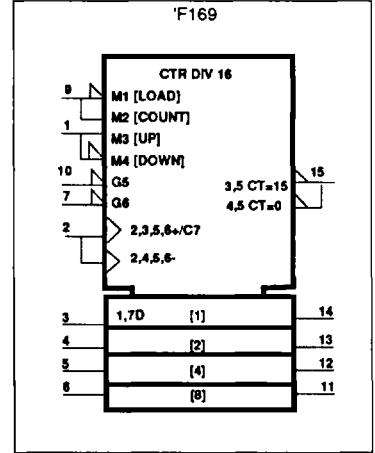 'F169
CTR DIV 16
9 M1 [LOAD]
M2 [COUNT]
1 M3 [UP]
M4 [DOWN]
10 G5
7 G6
3,5 CT=15 15
4,5 CT=0
2 2,3,5,6+/C7
2,4,5,6-
3 1,7D [1] 14
4 [2] 13
5 [4] 12
6 [8] 11